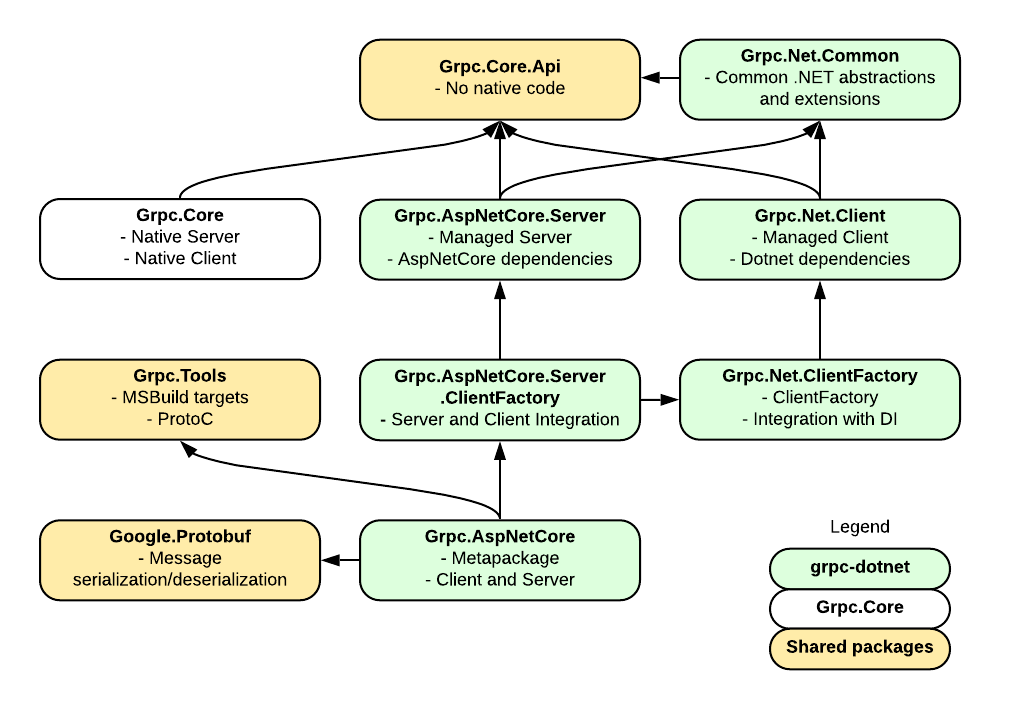 Grpc.Core.Api
- No native code
Grpc.Net.Common
- Common .NET abstractions
and extensions
Grpc.Core
- Native Server
- Native Client
Grpc.AspNetCore.Server
- Managed Server
- AspNetCore dependencies
Grpc.Net.Client
- Managed Client
- Dotnet dependencies
Grpc.Tools
- MSBuild targets
- ProtoC
Grpc.AspNetCore.Server
.ClientFactory
- Server and Client Integration
Grpc.Net.ClientFactory
- ClientFactory
- Integration with DI
Google.Protobuf
- Message
serialization/deserialization
Grpc.AspNetCore
- Metapackage
- Client and Server
Legend
grpc-dotnet
Grpc.Core
Shared packages